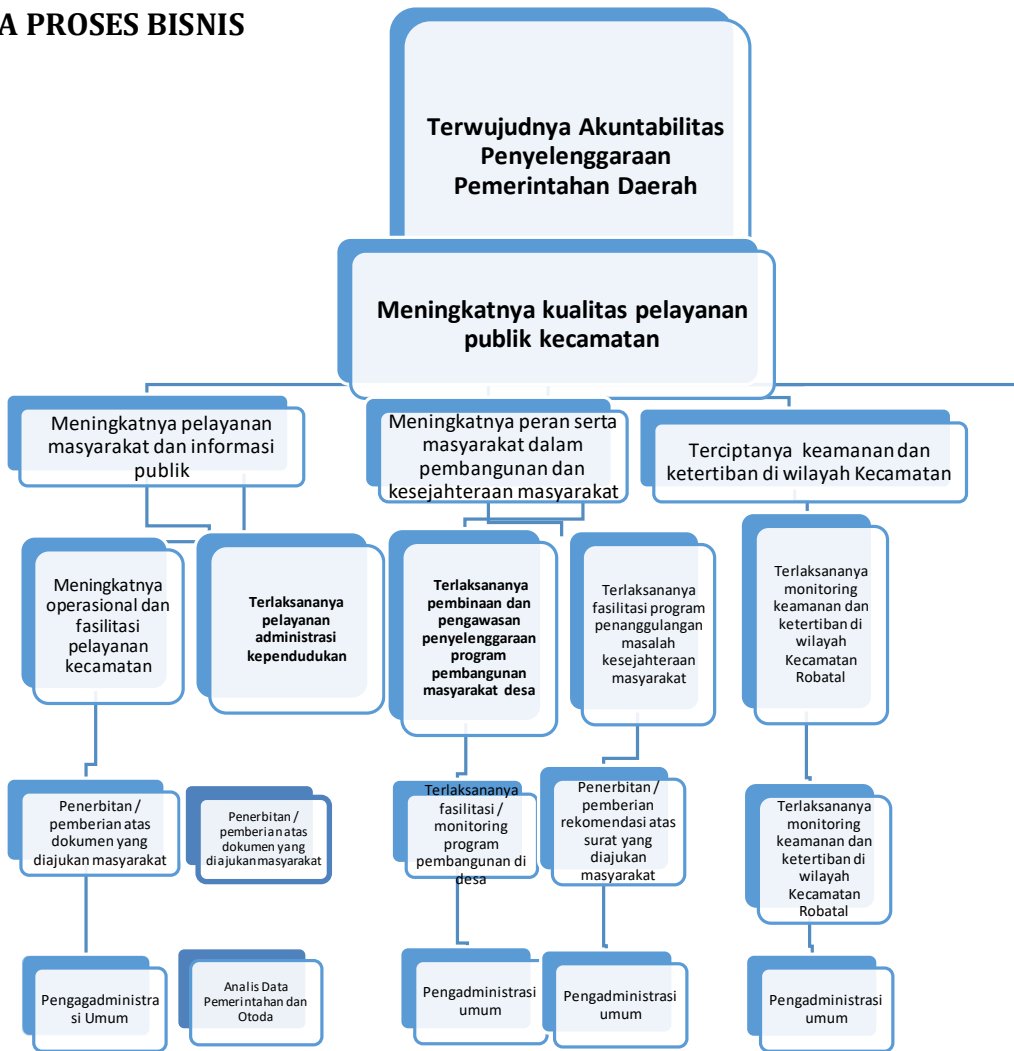 A PROSES BISNIS
Terwujudnya Akuntabilitas
Penyelenggaraan
Pemerintahan Daerah
Meningkatnya kualitas pelayanan
publik kecamatan
Meningkatnya pelayanan
masyarakat dan informasi
publik
Meningkatnya peran serta
masyarakat dalam
pembangunan dan
kesejahteraan masyarakat
Terciptanya keamanan dan
ketertiban di wilayah Kecamatan
Meningkatnya
operasional dan
fasilitasi
pelayanan
kecamatan
Terlaksananya
pelayanan
administrasi
kependudukan
Terlaksananya
pembinaan dan
pengawasan
penyelenggaraan
program
pembangunan
masyarakat desa
Terlaksananya
fasilitasi program
penanggulangan
masalah
kesejahteraan
masyarakat
Terlaksananya
monitoring
keamanan dan
ketertiban di
wilayah
Kecamatan
Robatal
Penerbitan /
pemberian atas
dokumen yang
diajukan masyarakat
Penerbitan /
pemberian atas
dokumen yang
diajukan masyarakat
Terlaksananya
fasilitasi /
monitoring
program
pembangunan di
desa
Penerbitan /
pemberian
rekomendasi atas
surat yang
diajukan
masyarakat
Terlaksananya
monitoring
keamanan dan
ketertiban di
wilayah
Kecamatan
Robatal
Pengagadministra
si Umum
Analis Data
Pemerintahan dan
Otoda
Pengadministrasi
umum
Pengadministrasi
umum
Pengadministrasi
umum